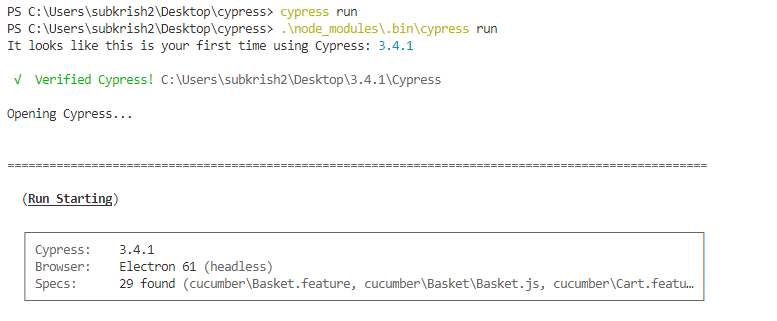 PS C:\Users\subkrish2\Desktop\cypress> cypress run
PS C:\Users\subkrish2\Desktop\cypress> .\node_modules\.bin\cypress run
It looks like this is your first time using Cypress: 3.4.1
√ Verified Cypress! C:\Users\subkrish2\Desktop\3.4.1\Cypress
Opening Cypress...
====================================================================================================
(Run Starting)
Cypress: 3.4.1
Browser: Electron 61 (headless)
Specs: 29 found (cucumber\Basket.feature, cucumber\Basket\Basket.js, cucumber\Cart.featu…